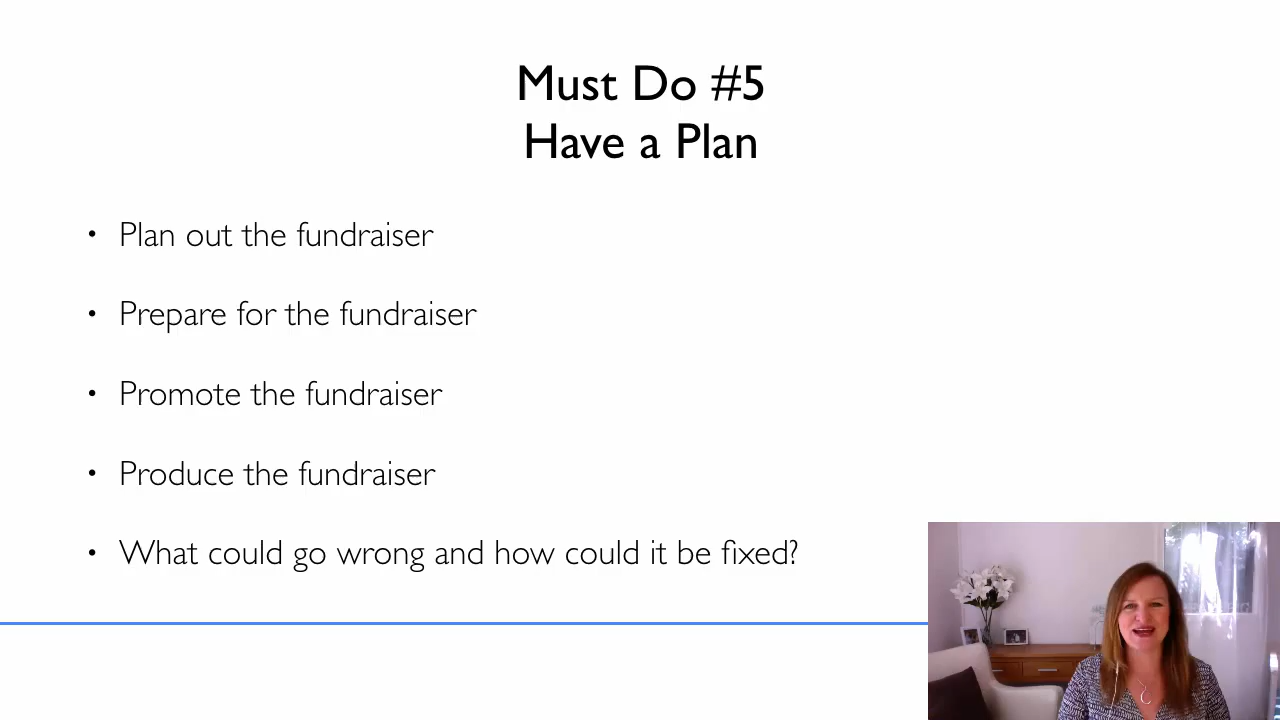 Must Do #5
Have a Plan
• Plan out the fundraiser
• Prepare for the fundraiser
• Promote the fundraiser
• Produce the fundraiser
• What could go wrong and how could it be fixed?